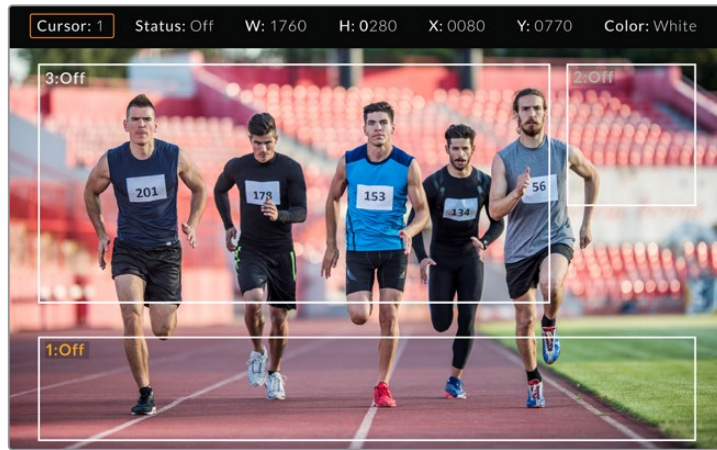 Cursor: 1 Status: Off W: 1760 H: 0280 X: 0080 Y: 0770 Color: White
3:Off
2:Off
201
178
153
134
56
1:Off